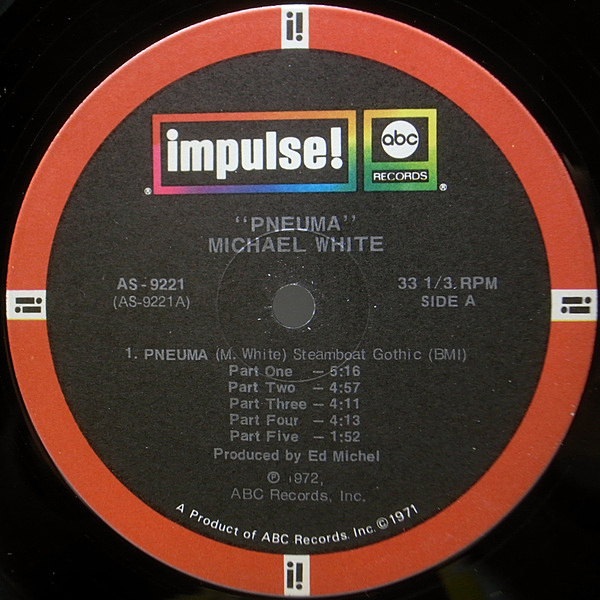 i!
impulse!
abc
RECORDS
® ®
"PNEUMA"
MICHAEL WHITE
AS-9221
(AS-9221A)
33 1/3 RPM
SIDE A
i!
i!
1. PNEUMA (M. White) Steamboat Gothic (BMI)
Part One – 5:16
Part Two – 4:57
Part Three – 4:11
Part Four – 4:13
Part Five – 1:52
Produced by Ed Michel
℗ 1972,
ABC Records, Inc.
A Product of ABC Records. Inc. © 1971
i!